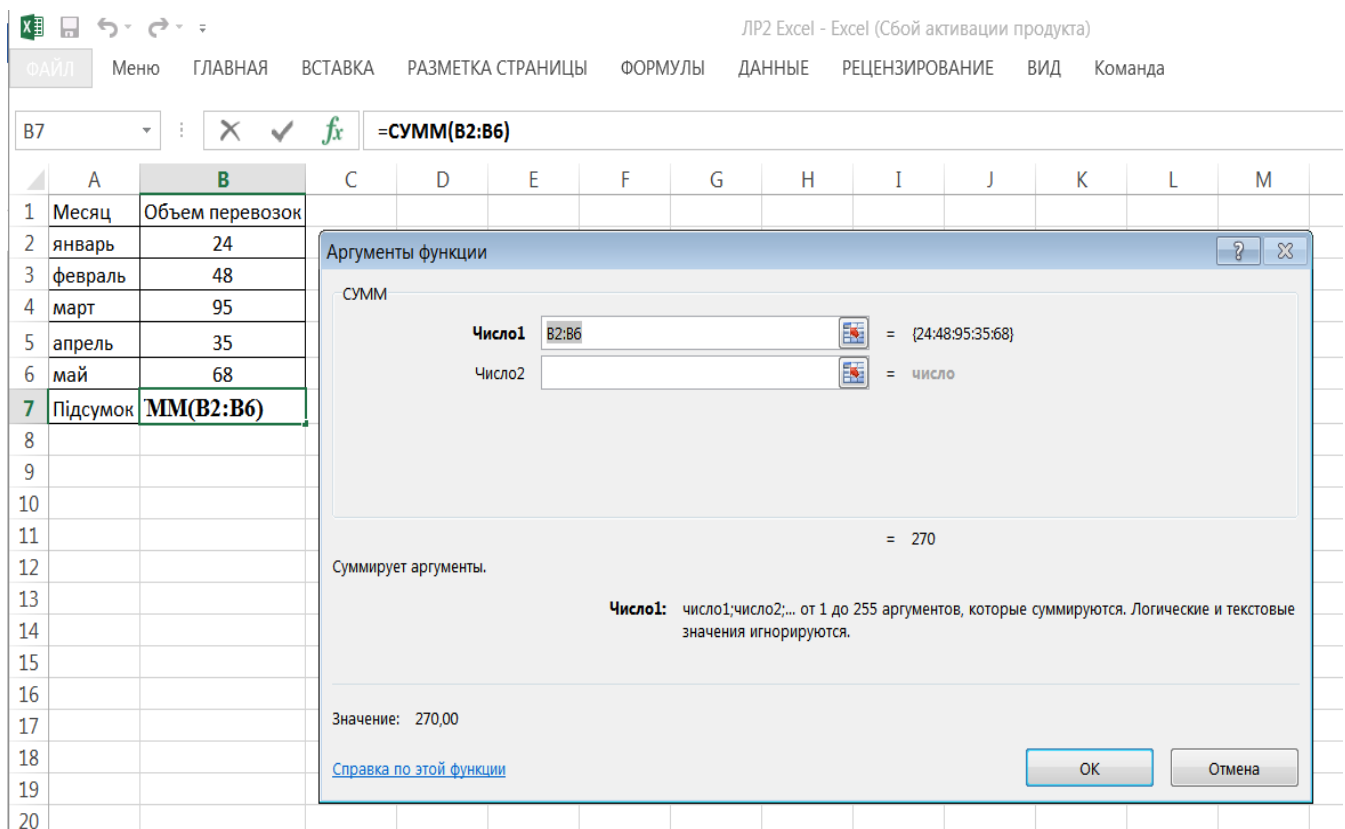 ЛР2 Excel - Excel (Сбой активации продукта)
ФАЙЛ Меню ГЛАВНАЯ ВСТАВКА РАЗМЕТКА СТРАНИЦЫ ФОРМУЛЫ ДАННЫЕ РЕЦЕНЗИРОВАНИЕ ВИД Команда
B7 fx =СУММ(B2:B6)
A B C D E F G H I J K L M
1 Месяц Объем перевозок
2 январь 24
3 февраль 48
4 март 95
5 апрель 35
6 май 68
7 Підсумок ММ(B2:B6)
8
9
10
11
12
13
14
15
16
17
18
19
20
Аргументы функции
СУММ
Число1 B2:B6 = {24:48:95:35:68}
Число2 = число
= 270
Суммирует аргументы.
Число1: число1;число2;... от 1 до 255 аргументов, которые суммируются. Логические и текстовые
значения игнорируются.
Значение: 270,00
Справка по этой функции
ОК Отмена